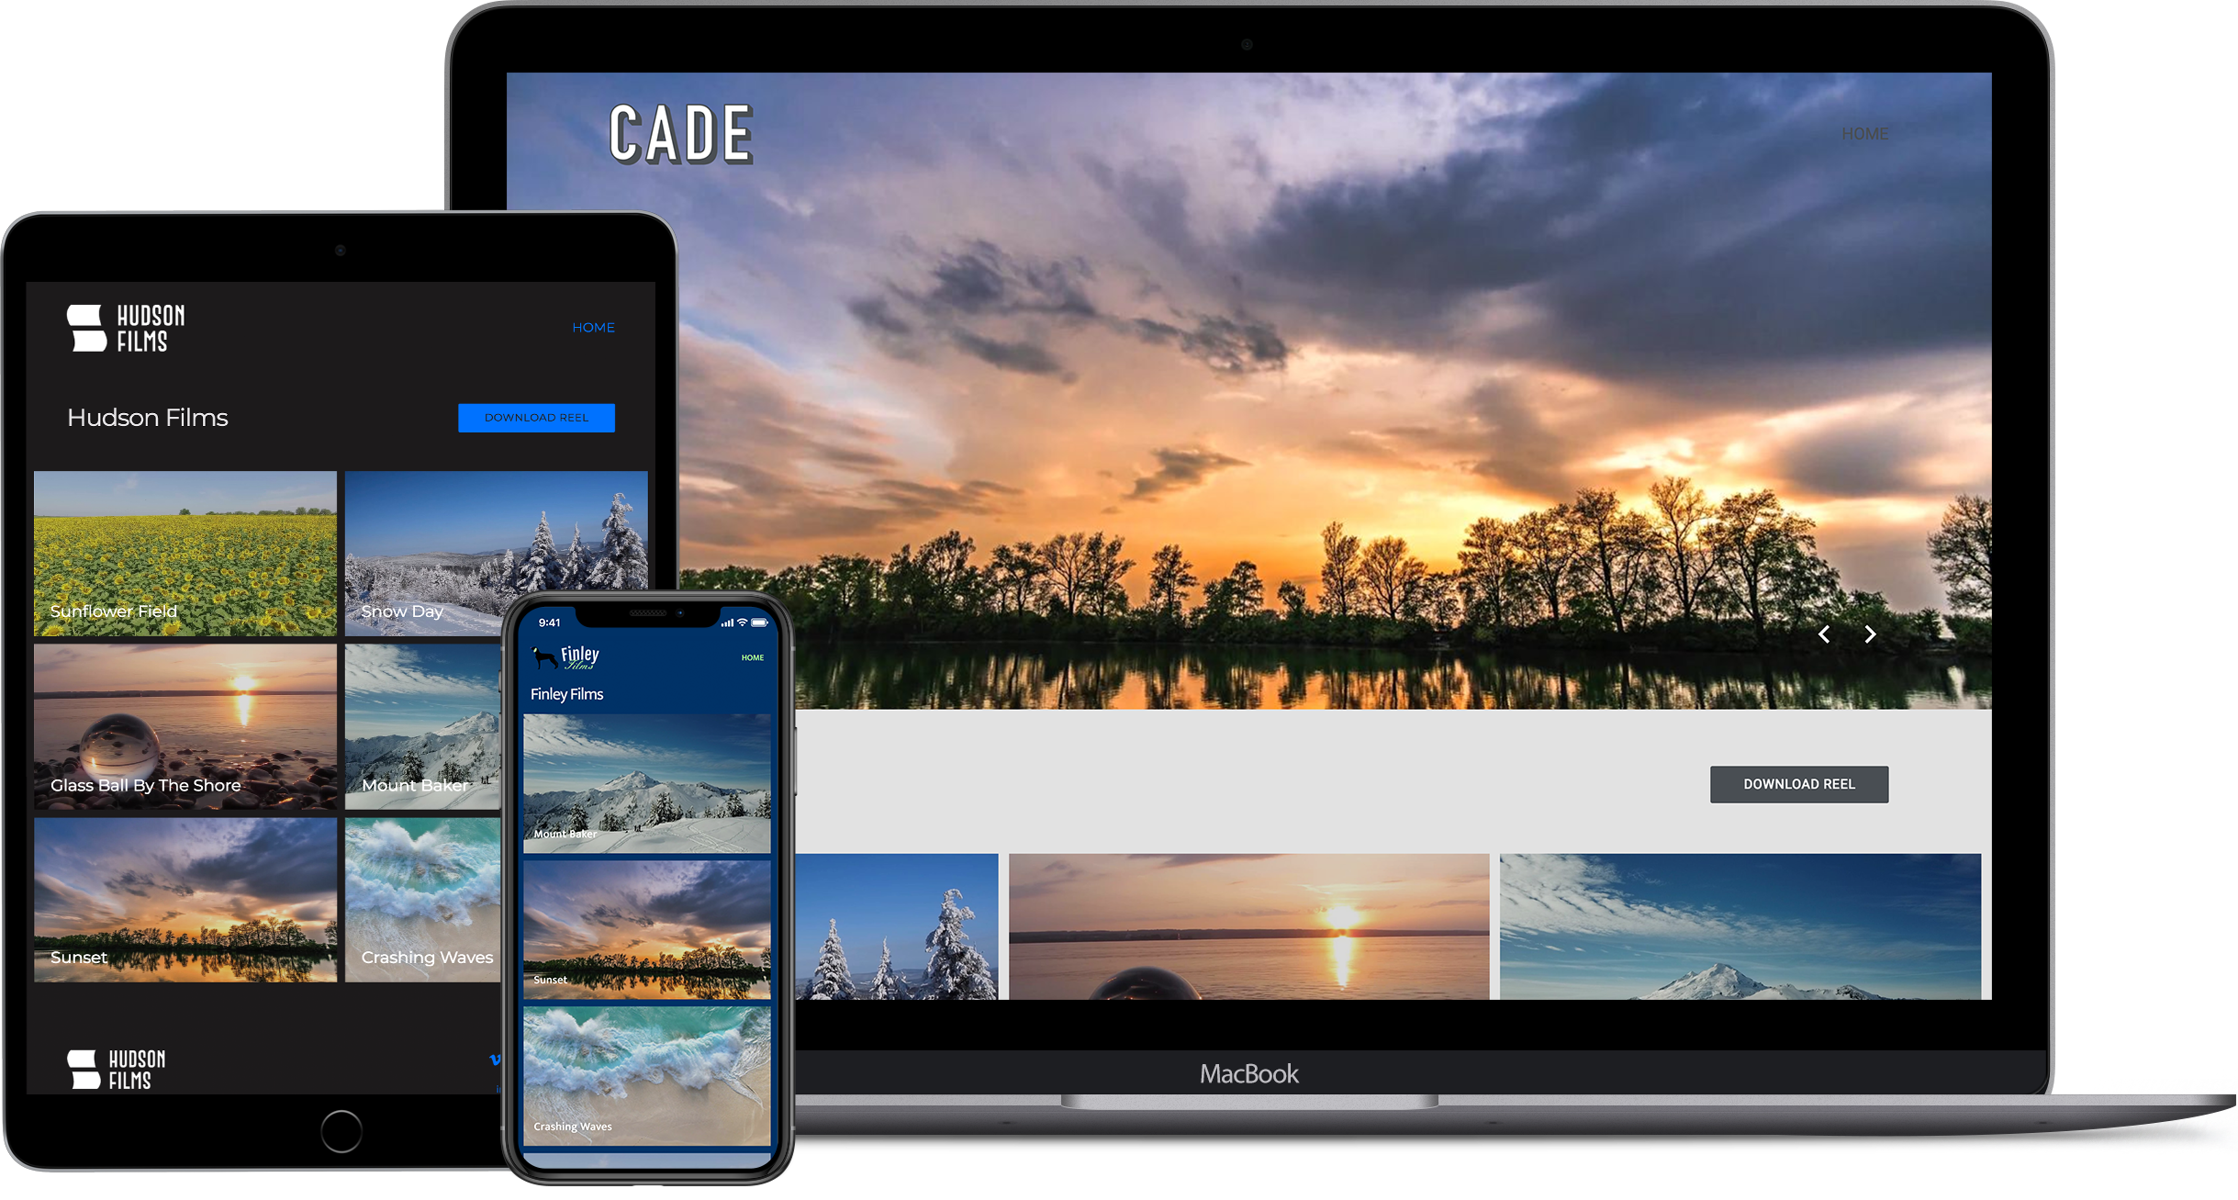 CADE
HOME
DOWNLOAD REEL
MacBook
HUDSON
FILMS
HOME
Hudson Films
DOWNLOAD REEL
Sunflower Field
Snow Day
Glass Ball By The Shore
Mount Baker
Sunset
Crashing Waves
HUDSON
FILMS
9:41
Finley
Films
HOME
Finley Films
Mount Baker
Sunset
Crashing Waves